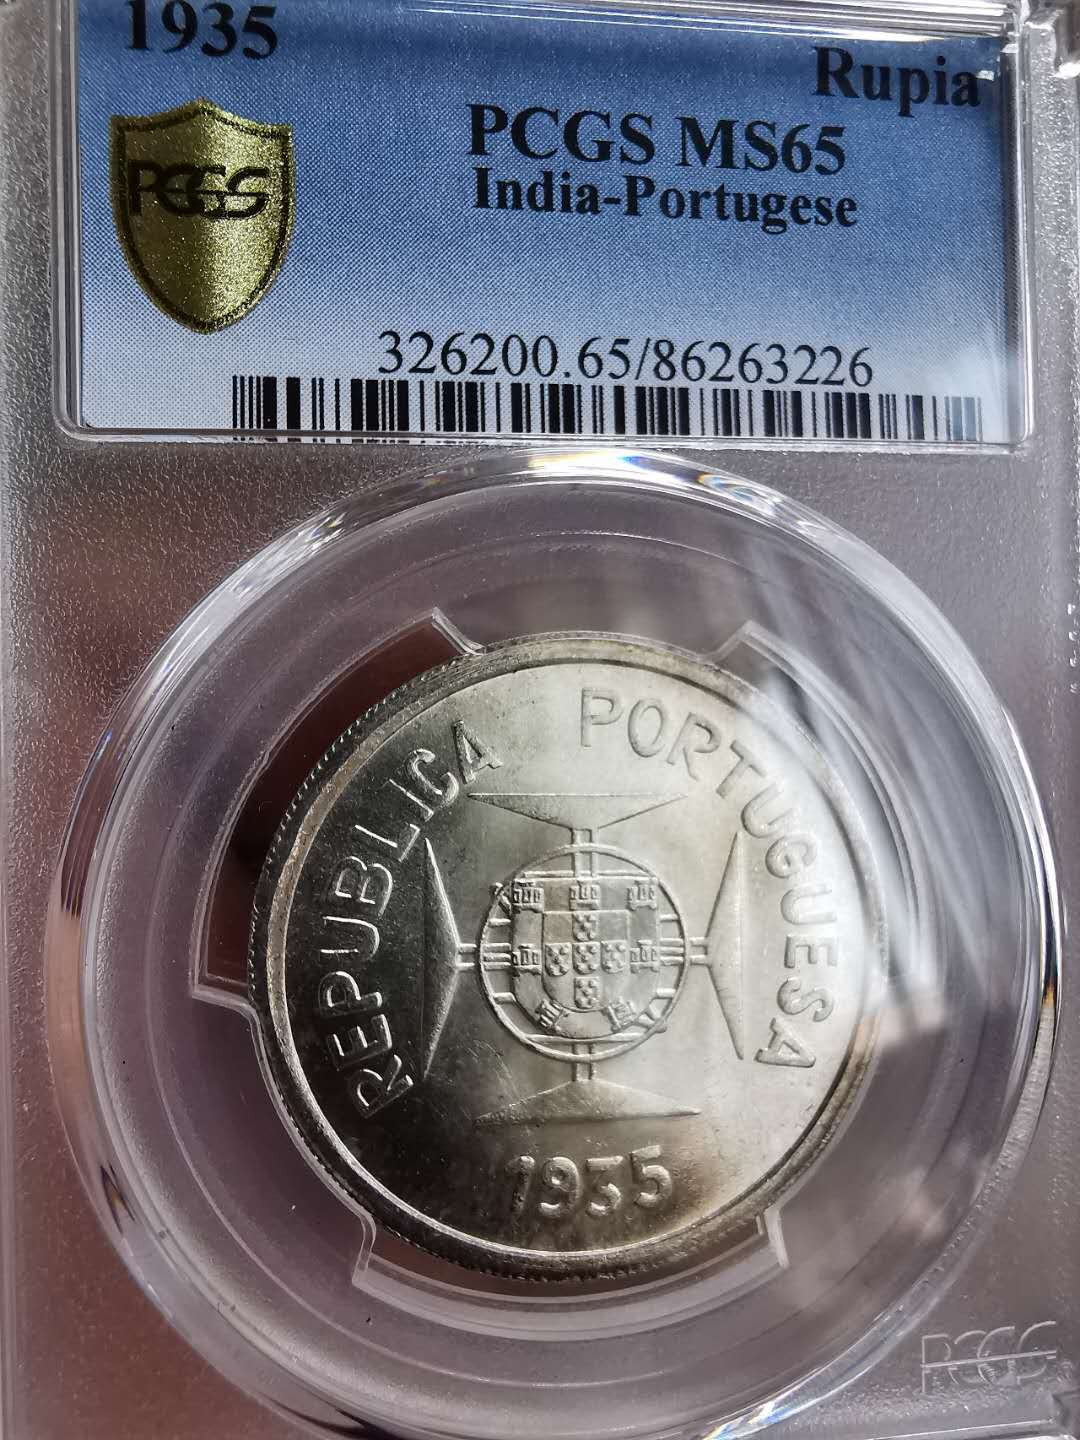 1935
Rupia
PCGS MS65
India-Portugese
PCGS
326200.65/86263226
REPUBLICA PORTUGUESA
1935
PCGS